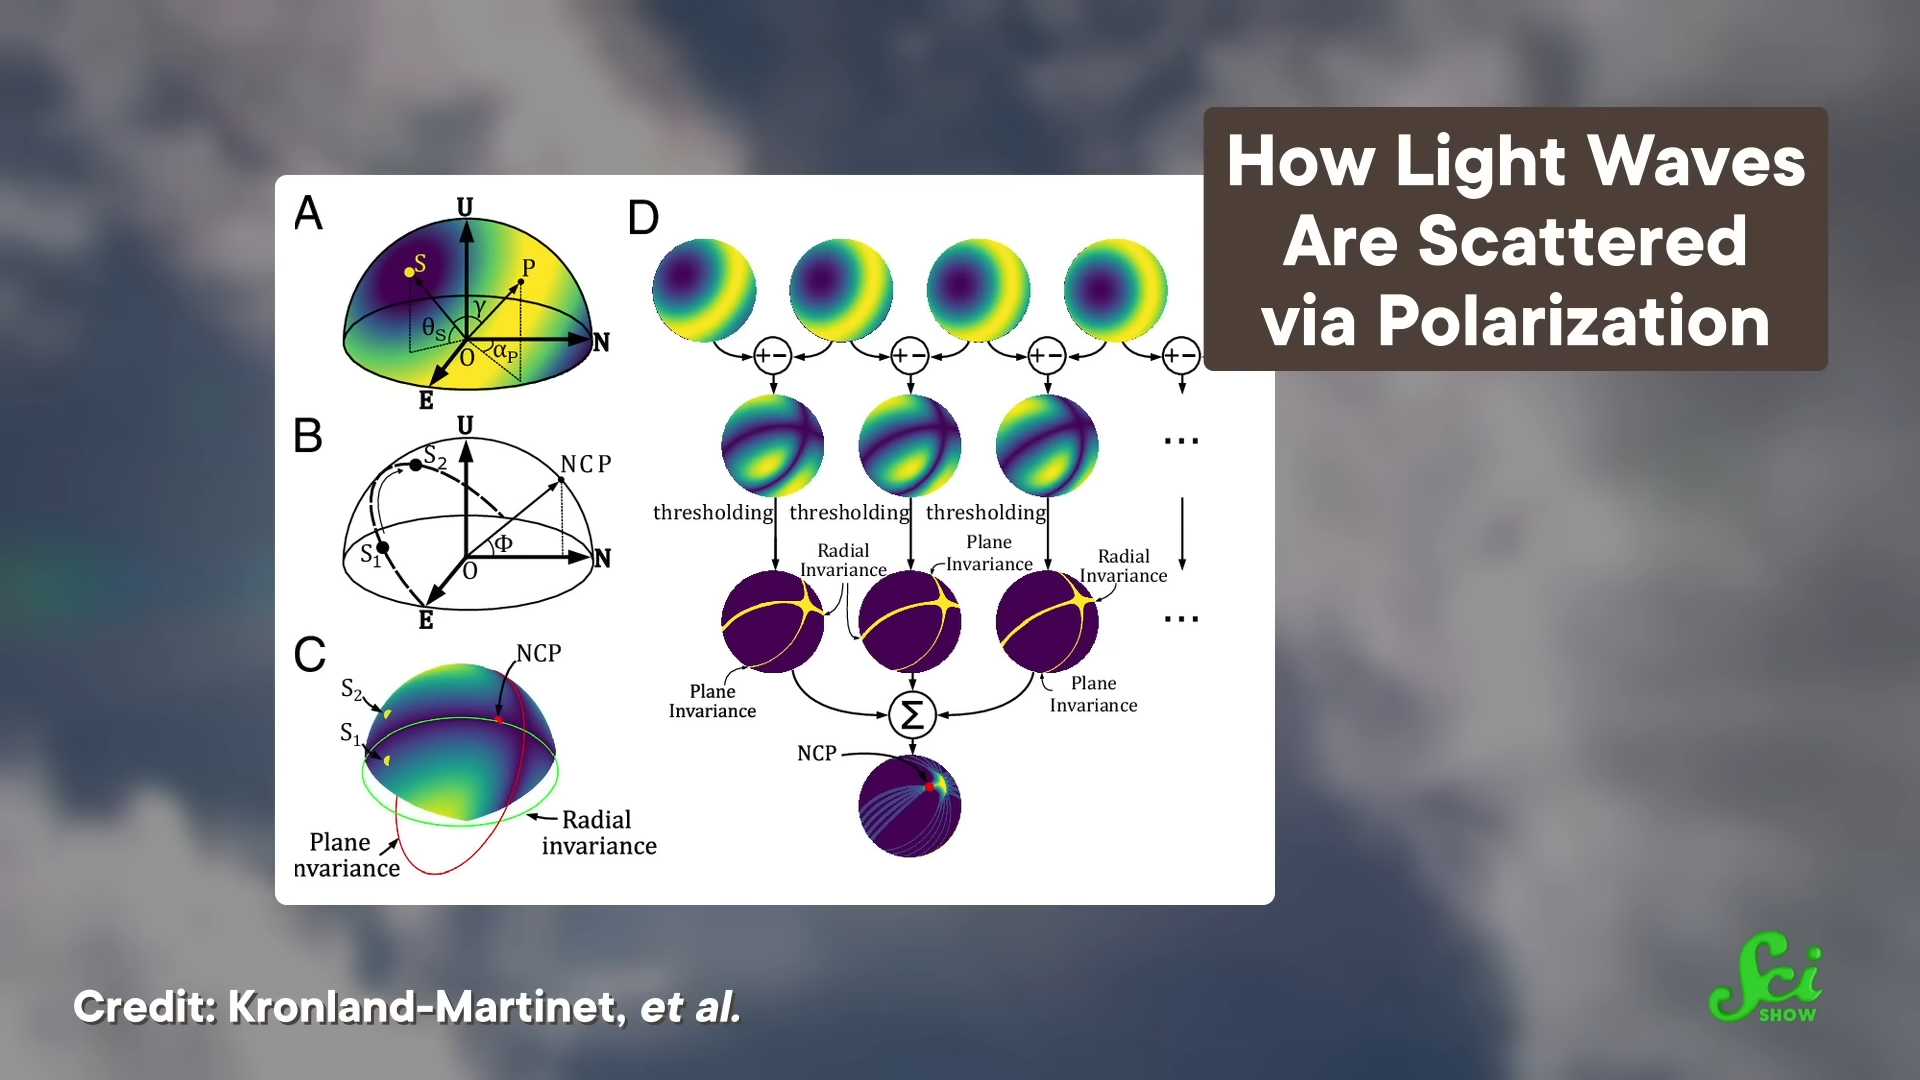 How Light Waves
Are Scattered
via Polarization
A
U
S
P
γ
θS
αP
O
N
E
B
U
S2
NCP
S1
Φ
O
N
E
C
NCP
S2
S1
Radial
invariance
Plane
nvariance
D
+−
+−
+−
+−
...
thresholding
thresholding
thresholding
Radial
Invariance
Plane
Invariance
Radial
Invariance
...
Plane
Invariance
Plane
Invariance
Σ
NCP
Credit: Kronland-Martinet, et al.
Sci
SHOW